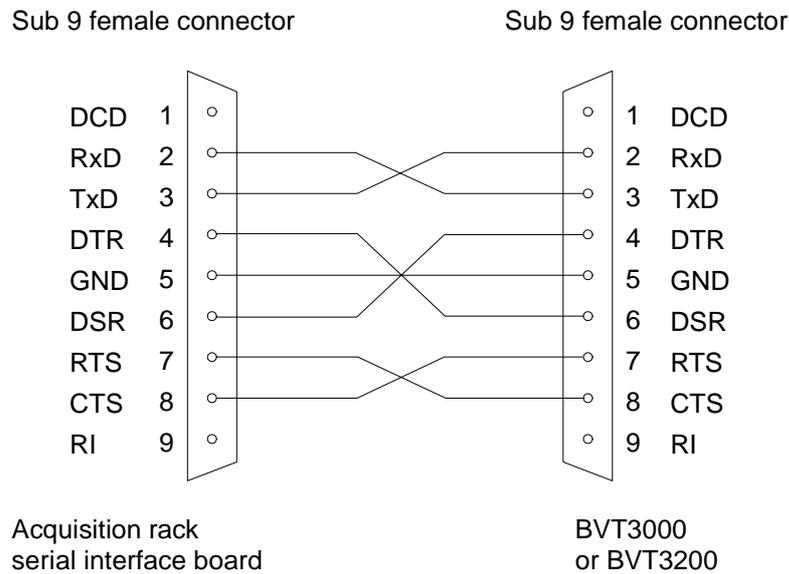 Sub 9 female connector Sub 9 female connector
DCD 1 1 DCD
RxD 2 2 RxD
TxD 3 3 TxD
DTR 4 4 DTR
GND 5 5 GND
DSR 6 6 DSR
RTS 7 7 RTS
CTS 8 8 CTS
RI 9 9 RI
Acquisition rack BVT3000
serial interface board or BVT3200